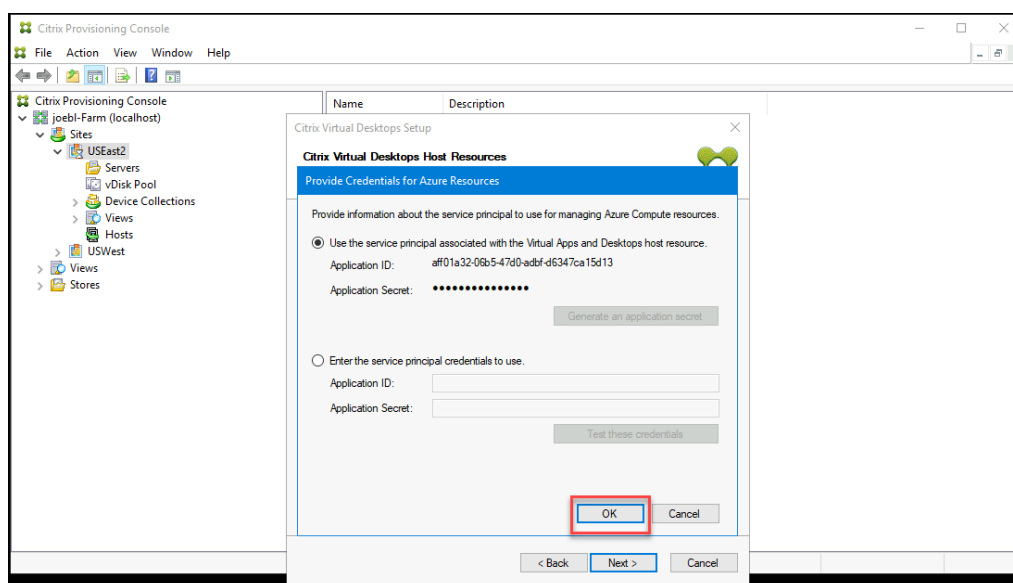 Citrix Provisioning Console
File Action View Window Help
Citrix Provisioning Console
joebl-Farm (localhost)
Sites
USEast2
Servers
vDisk Pool
Device Collections
Views
Hosts
USWest
Views
Stores
Name Description
Citrix Virtual Desktops Setup
Citrix Virtual Desktops Host Resources
Provide Credentials for Azure Resources
Provide information about the service principal to use for managing Azure Compute resources.
Use the service principal associated with the Virtual Apps and Desktops host resource.
Application ID: aff01a32-06b5-47d0-adbf-d6347ca15d13
Application Secret: •••••••••••••••
Generate an application secret
Enter the service principal credentials to use.
Application ID:
Application Secret:
Test these credentials
OK Cancel
< Back Next > Cancel